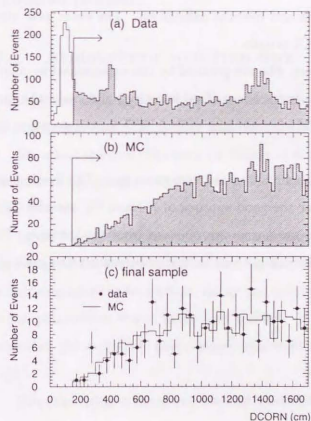 (a) Data
Number of Events
250
200
150
100
50
0
(b) MC
Number of Events
100
80
60
40
20
0
(c) final sample
data
MC
Number of Events
20
18
16
14
12
10
8
6
4
2
0
0 200 400 600 800 1000 1200 1400 1600
DCORN (cm)